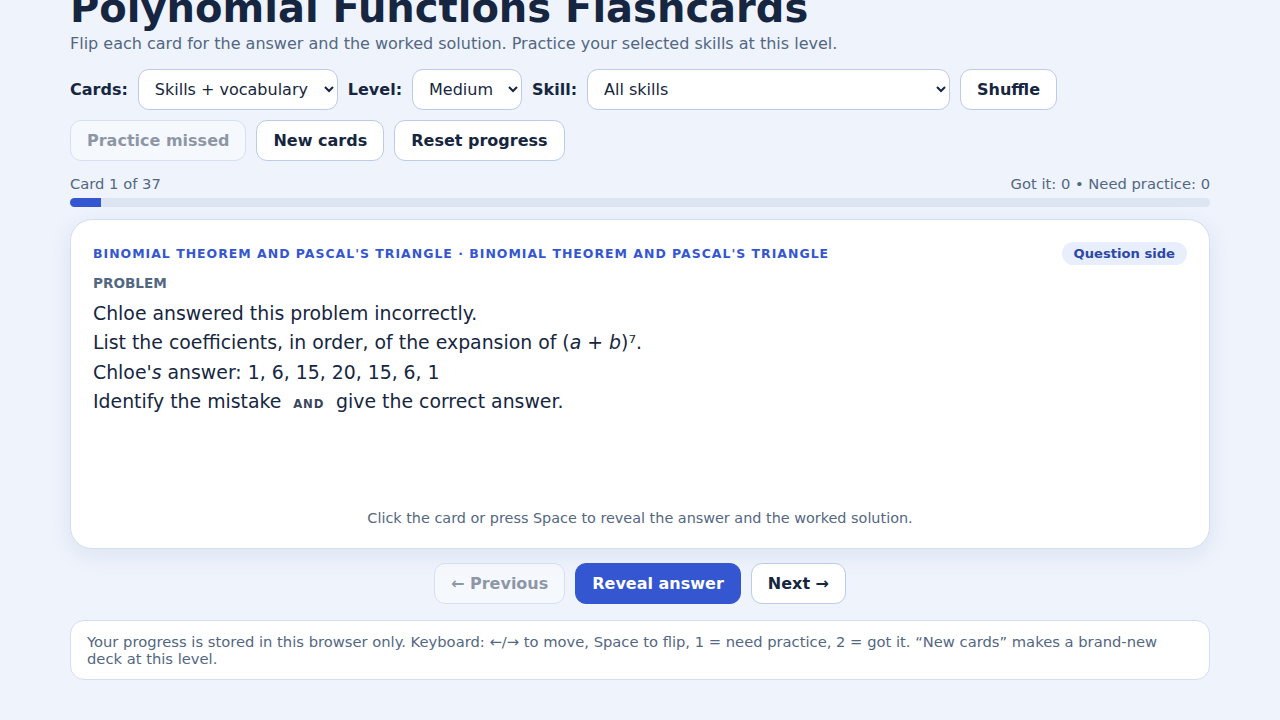 Polynomial Functions Flashcards
Flip each card for the answer and the worked solution. Practice your selected skills at this level.
Cards: Skills + vocabulary Level: Medium Skill: All skills Shuffle
Practice missed New cards Reset progress
Card 1 of 37 Got it: 0 • Need practice: 0
BINOMIAL THEOREM AND PASCAL'S TRIANGLE · BINOMIAL THEOREM AND PASCAL'S TRIANGLE Question side
PROBLEM
Chloe answered this problem incorrectly.
List the coefficients, in order, of the expansion of (a + b)⁷.
Chloe's answer: 1, 6, 15, 20, 15, 6, 1
Identify the mistake AND give the correct answer.
Click the card or press Space to reveal the answer and the worked solution.
← Previous Reveal answer Next →
Your progress is stored in this browser only. Keyboard: ←/→ to move, Space to flip, 1 = need practice, 2 = got it. “New cards” makes a brand-new
deck at this level.